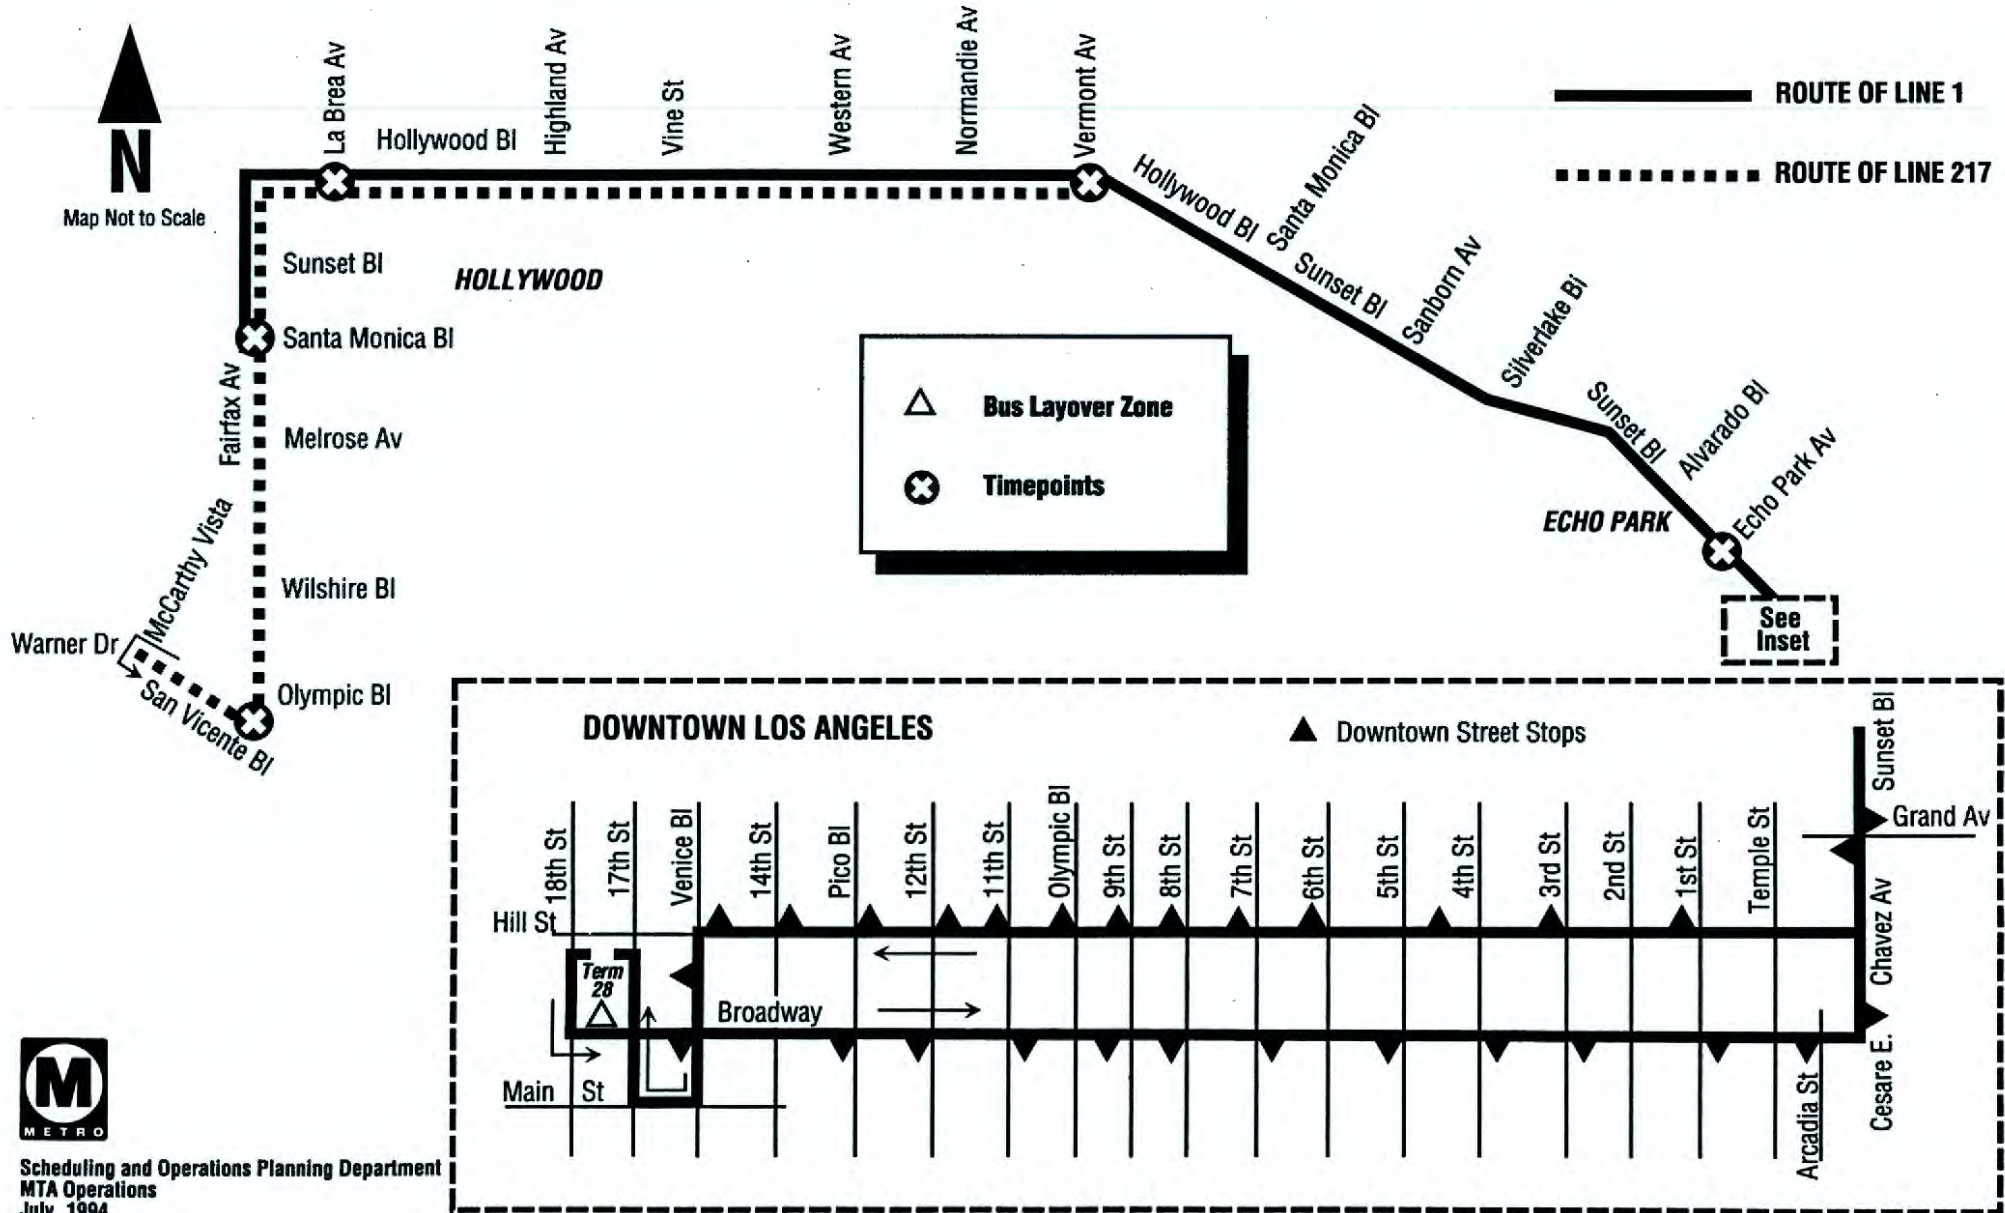 La Brea Av
Hollywood Bl
Highland Av
Vine St
Western Av
Normandie Av
Vermont Av
Hollywood Bl
Santa Monica Bl
Sunset Bl
Sanborn Av
Silverlake Bl
Sunset Bl
Alvarado Bl
Echo Park Av
ROUTE OF LINE 1
ROUTE OF LINE 217
N
Map Not to Scale
Sunset Bl
HOLLYWOOD
Santa Monica Bl
Fairfax Av
Melrose Av
McCarthy Vista
Wilshire Bl
Warner Dr
San Vicente Bl
Olympic Bl
Bus Layover Zone
Timepoints
ECHO PARK
See
Inset
DOWNTOWN LOS ANGELES
Downtown Street Stops
Sunset Bl
Grand Av
18th St
17th St
Venice Bl
14th St
Pico Bl
12th St
11th St
Olympic Bl
9th St
8th St
7th St
6th St
5th St
4th St
3rd St
2nd St
1st St
Temple St
Hill St
Term
28
Broadway
Main St
Arcadia St
Cesare E. Chavez Av
M
METRO
Scheduling and Operations Planning Department
MTA Operations
July, 1994